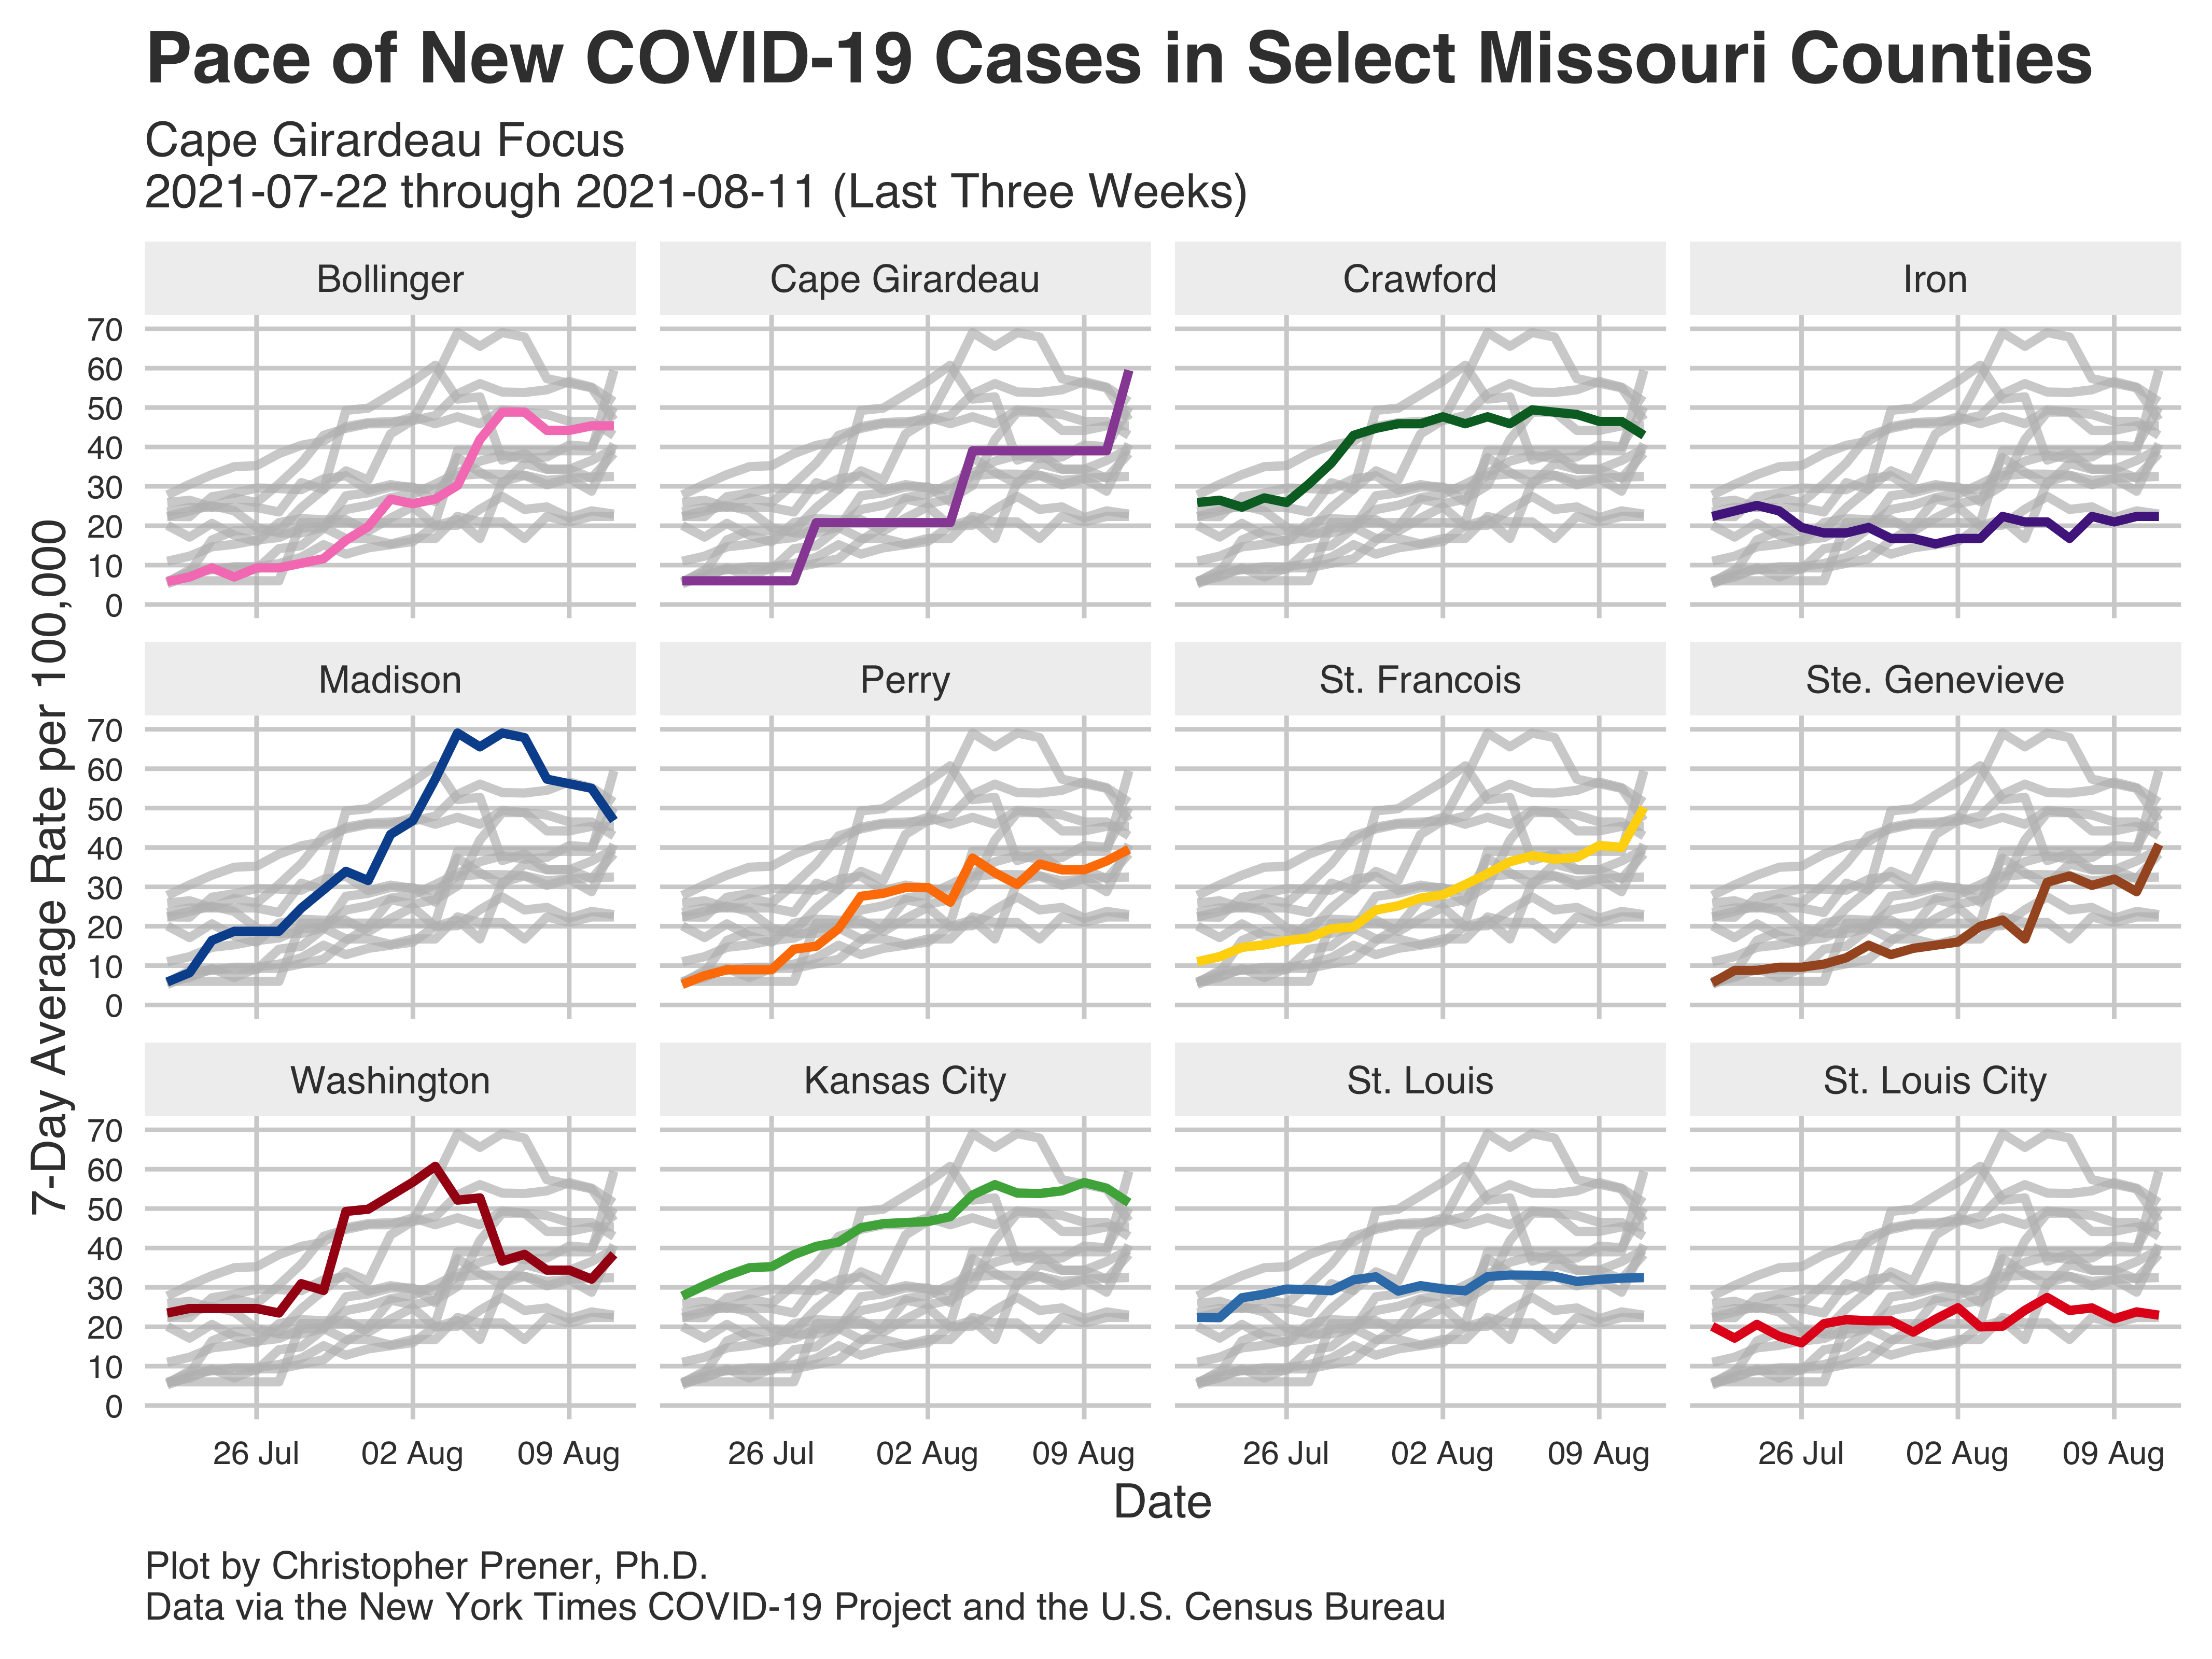 Pace of New COVID-19 Cases in Select Missouri Counties
Cape Girardeau Focus
2021-07-22 through 2021-08-11 (Last Three Weeks)
7-Day Average Rate per 100,000
Bollinger
Cape Girardeau
Crawford
Iron
70
60
50
40
30
20
10
0
Madison
Perry
St. Francois
Ste. Genevieve
70
60
50
40
30
20
10
0
Washington
Kansas City
St. Louis
St. Louis City
70
60
50
40
30
20
10
0
26 Jul 02 Aug 09 Aug
26 Jul 02 Aug 09 Aug
26 Jul 02 Aug 09 Aug
26 Jul 02 Aug 09 Aug
Date
Plot by Christopher Prener, Ph.D.
Data via the New York Times COVID-19 Project and the U.S. Census Bureau